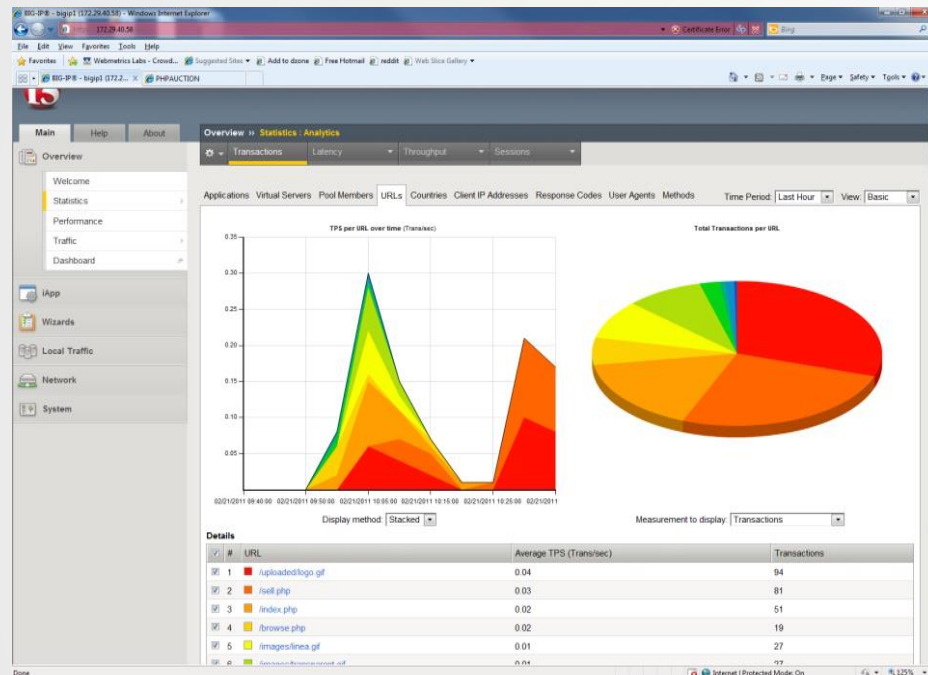 BIG-IP® - bigip1 (172.29.40.58) - Windows Internet Explorer
172.29.40.58
Certificate Error
Bing
File Edit View Favorites Tools Help
Favorites Webmetrics Labs - Crowd... Suggested Sites Add to dzone Free Hotmail reddit Web Slice Gallery
BIG-IP® - bigip1 (172.2... PHPAUCTION
Page Safety Tools
f5
Main Help About
Overview
Welcome
Statistics
Performance
Traffic
Dashboard
iApp
Wizards
Local Traffic
Network
System
Overview ›› Statistics : Analytics
Transactions Latency Throughput Sessions
Applications Virtual Servers Pool Members URLs Countries Client IP Addresses Response Codes User Agents Methods
Time Period: Last Hour View: Basic
TPS per URL over time (Trans/sec)
0.35
0.30
0.25
0.20
0.15
0.10
0.05
02/21/2011 09:40:00 02/21/2011 09:50:00 02/21/2011 10:05:00 02/21/2011 10:15:00 02/21/2011 10:25:00 02/21/2011
Display method: Stacked
Total Transactions per URL
Measurement to display: Transactions
Details
# URL Average TPS (Trans/sec) Transactions
1 /uploaded/logo.gif 0.04 94
2 /sell.php 0.03 81
3 /index.php 0.02 51
4 /browse.php 0.02 19
5 /images/linea.gif 0.01 27
6 /images/transparent.gif 0.01 27
Done
Internet | Protected Mode: On
125%